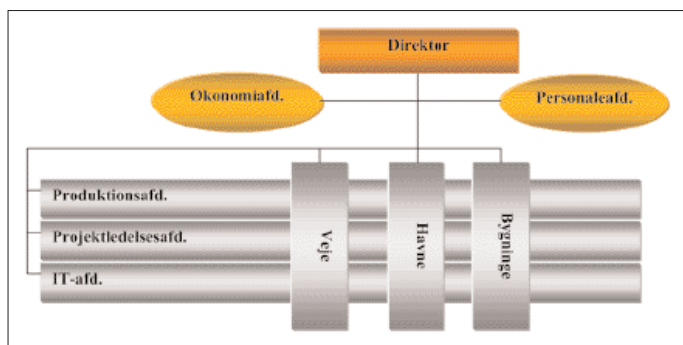 Direktør
Økonomiafd.
Personaleafd.
Produktionsafd.
Projektledelsesafd.
IT-afd.
Veje
Havne
Bygninge